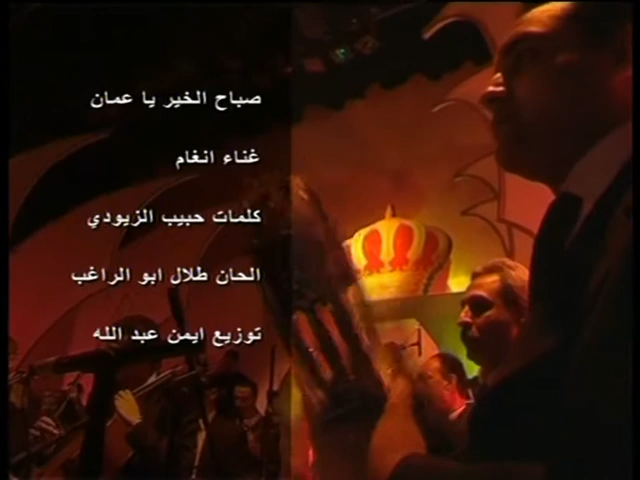 صباح الخير يا عمان
غناء انغام
كلمات حبيب الزيودي
الحان طلال ابو الراغب
توزيع ايمن عبد الله